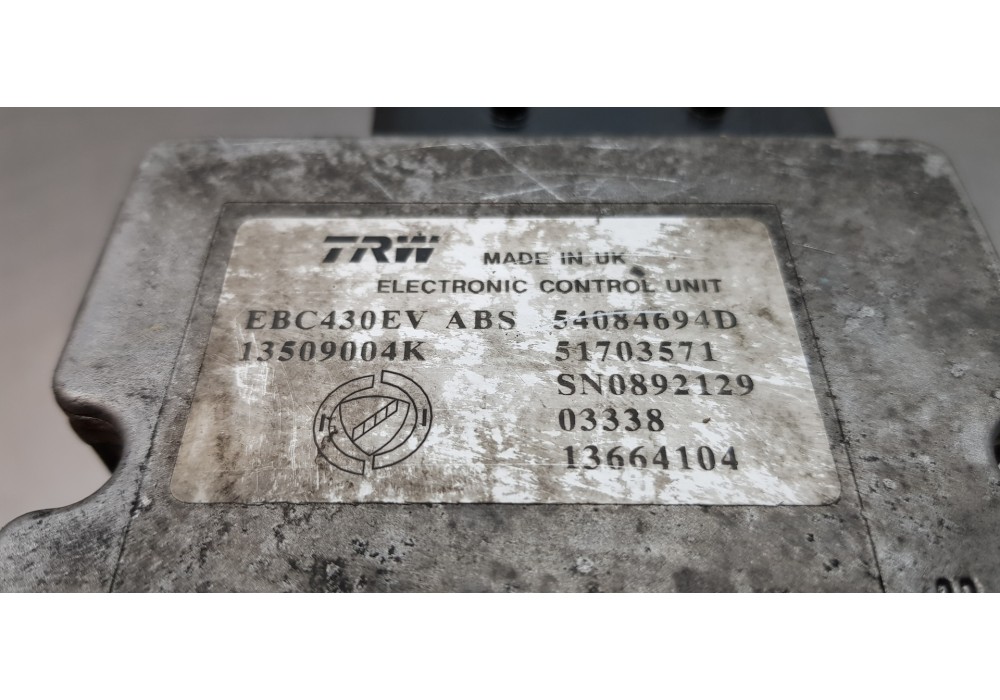 TRW MADE IN UK
ELECTRONIC CONTROL UNIT
EBC430EV ABS 54084694D
13509004K 51703571
SN0892129
03338
13664104